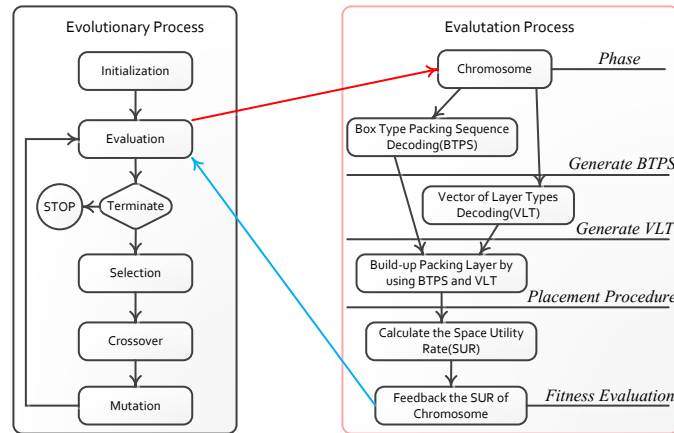 Evolutionary Process
Initialization
Evaluation
Terminate
STOP
Selection
Crossover
Mutation
Evalutation Process
Chromosome
Phase
Box Type Packing Sequence
Decoding(BTPS)
Generate BTPS
Vector of Layer Types
Decoding(VLT)
Generate VLT
Build-up Packing Layer by
using BTPS and VLT
Placement Procedure
Calculate the Space Utility
Rate(SUR)
Feedback the SUR of
Chromosome
Fitness Evaluation